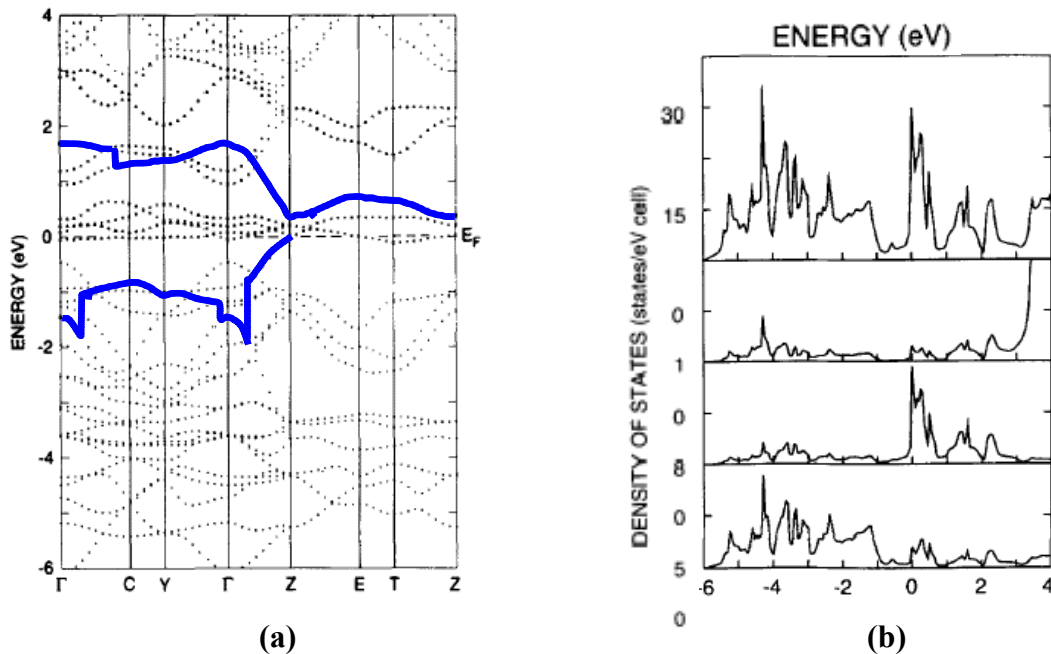 ENERGY (eV)
4
2
0
-2
-4
-6
ENERGY (eV)
E_F
Γ C Y Γ Z E T Z
(a)
DENSITY OF STATES (states/eV cell)
30
15
0
1
0
8
0
5
0
-6 -4 -2 0 2 4
(b)